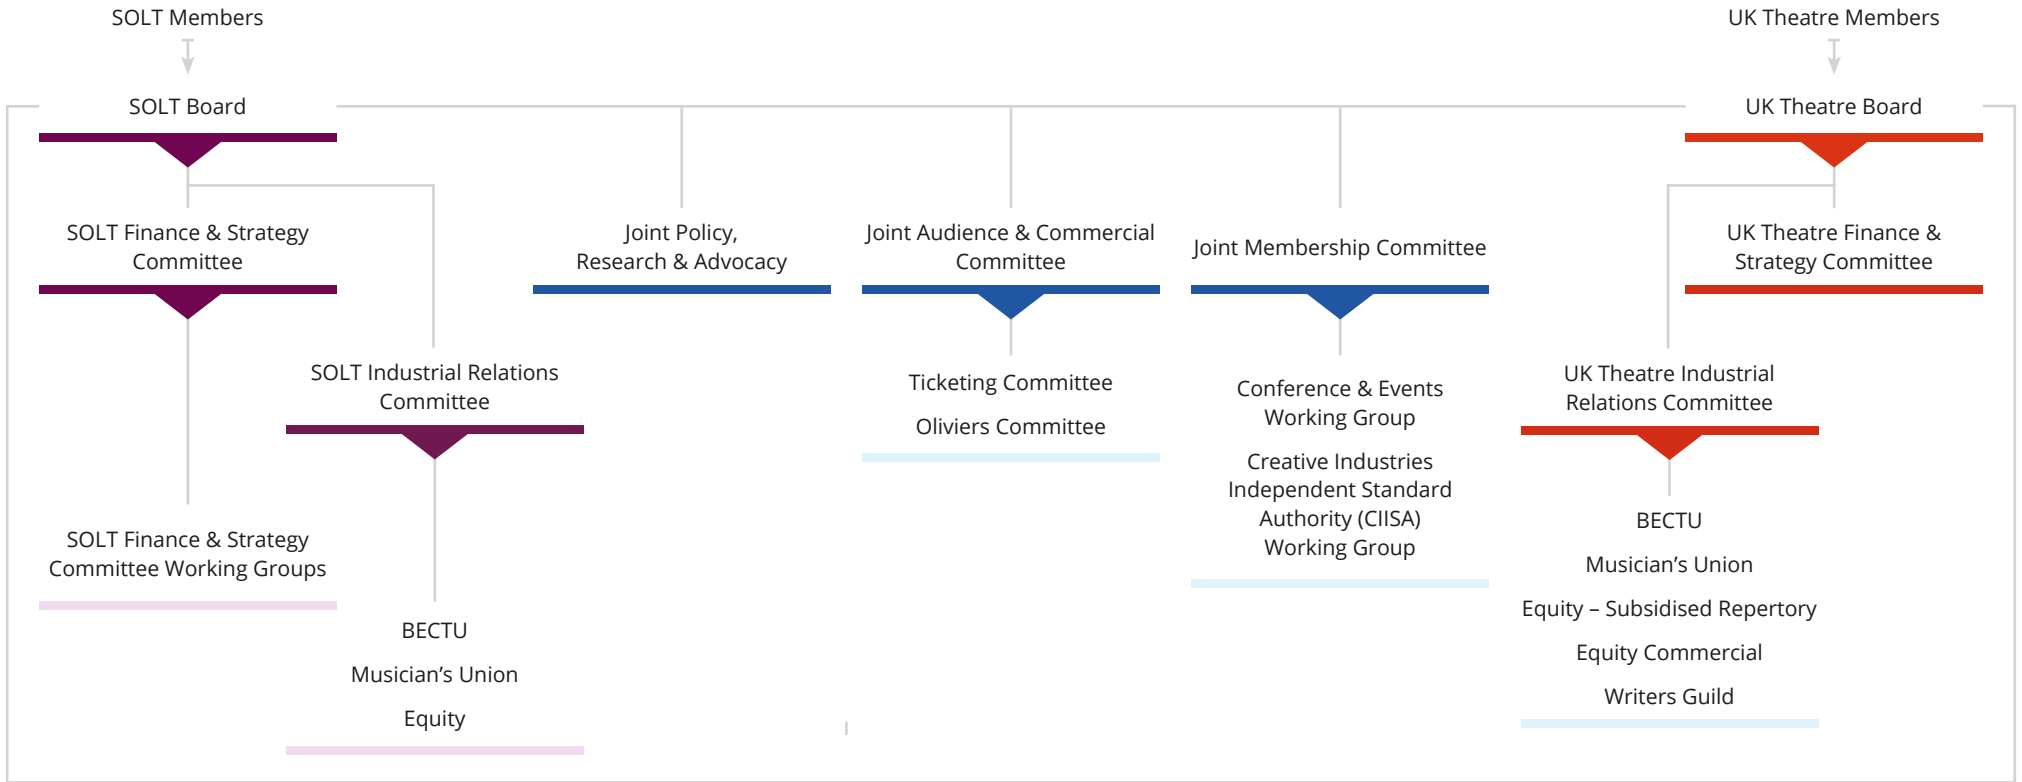 SOLT Members
UK Theatre Members
SOLT Board
UK Theatre Board
SOLT Finance & Strategy
Committee
Joint Policy,
Research & Advocacy
Joint Audience & Commercial
Committee
Joint Membership Committee
UK Theatre Finance &
Strategy Committee
SOLT Industrial Relations
Committee
Ticketing Committee
Oliviers Committee
Conference & Events
Working Group
Creative Industries
Independent Standard
Authority (CIISA)
Working Group
UK Theatre Industrial
Relations Committee
SOLT Finance & Strategy
Committee Working Groups
BECTU
Musician’s Union
Equity
BECTU
Musician’s Union
Equity – Subsidised Repertory
Equity Commercial
Writers Guild